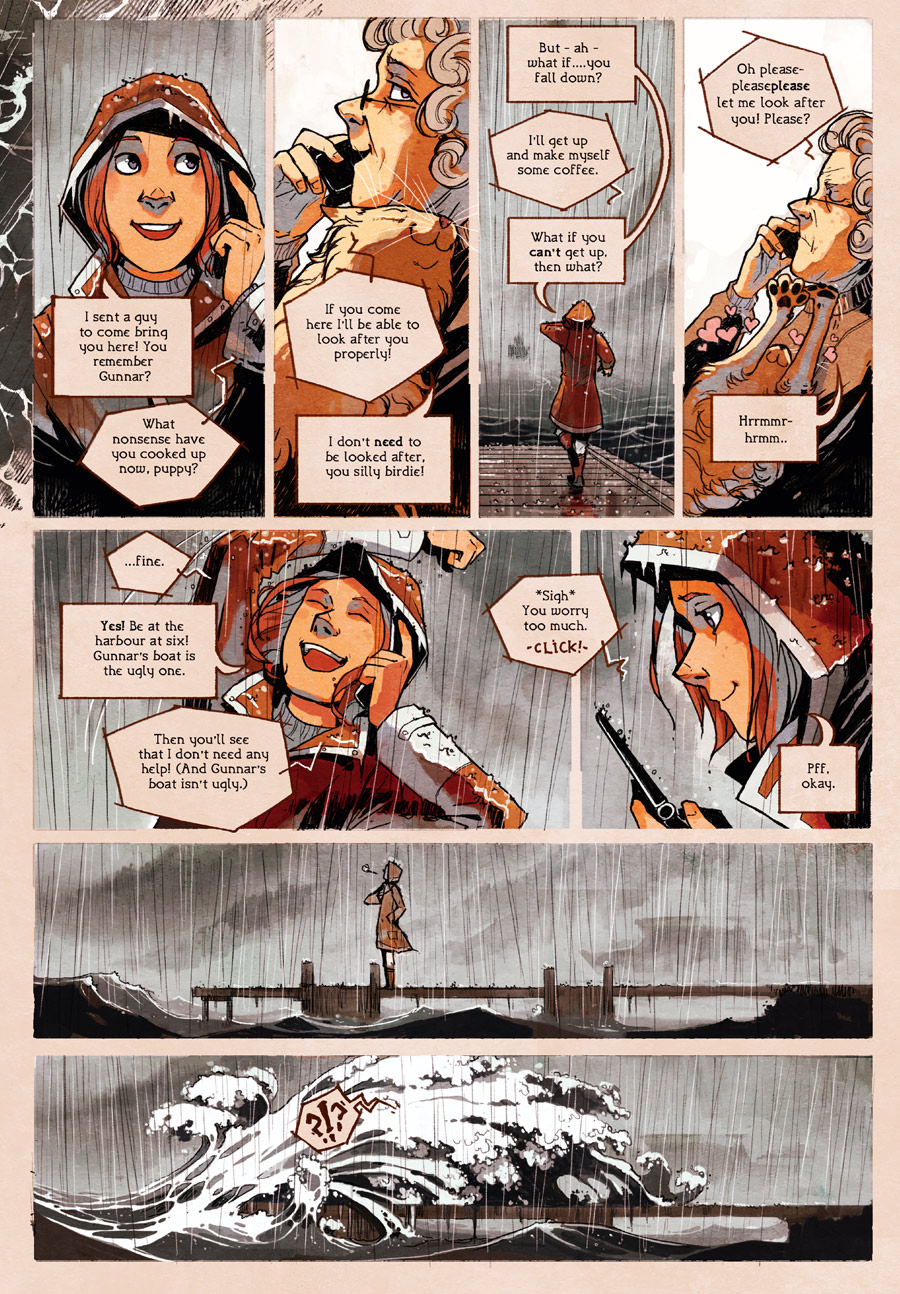 I sent a guy
to come bring
you here! You
remember
Gunnar?
What
nonsense have
you cooked up
now, puppy?
If you come
here I'll be able to
look after you
properly!
I don't need to
be looked after,
you silly birdie!
But - ah -
what if....you
fall down?
I'll get up
and make myself
some coffee.
What if you
can't get up,
then what?
Oh please-
pleaseplease
let me look after
you! Please?
Hrrmmr-
hrmm..
...fine.
Yes! Be at the
harbour at six!
Gunnar's boat is
the ugly one.
Then you'll see
that I don't need any
help! (And Gunnar's
boat isn't ugly.)
*Sigh*
You worry
too much.
-CLICK!-
Pff,
okay.
?!?